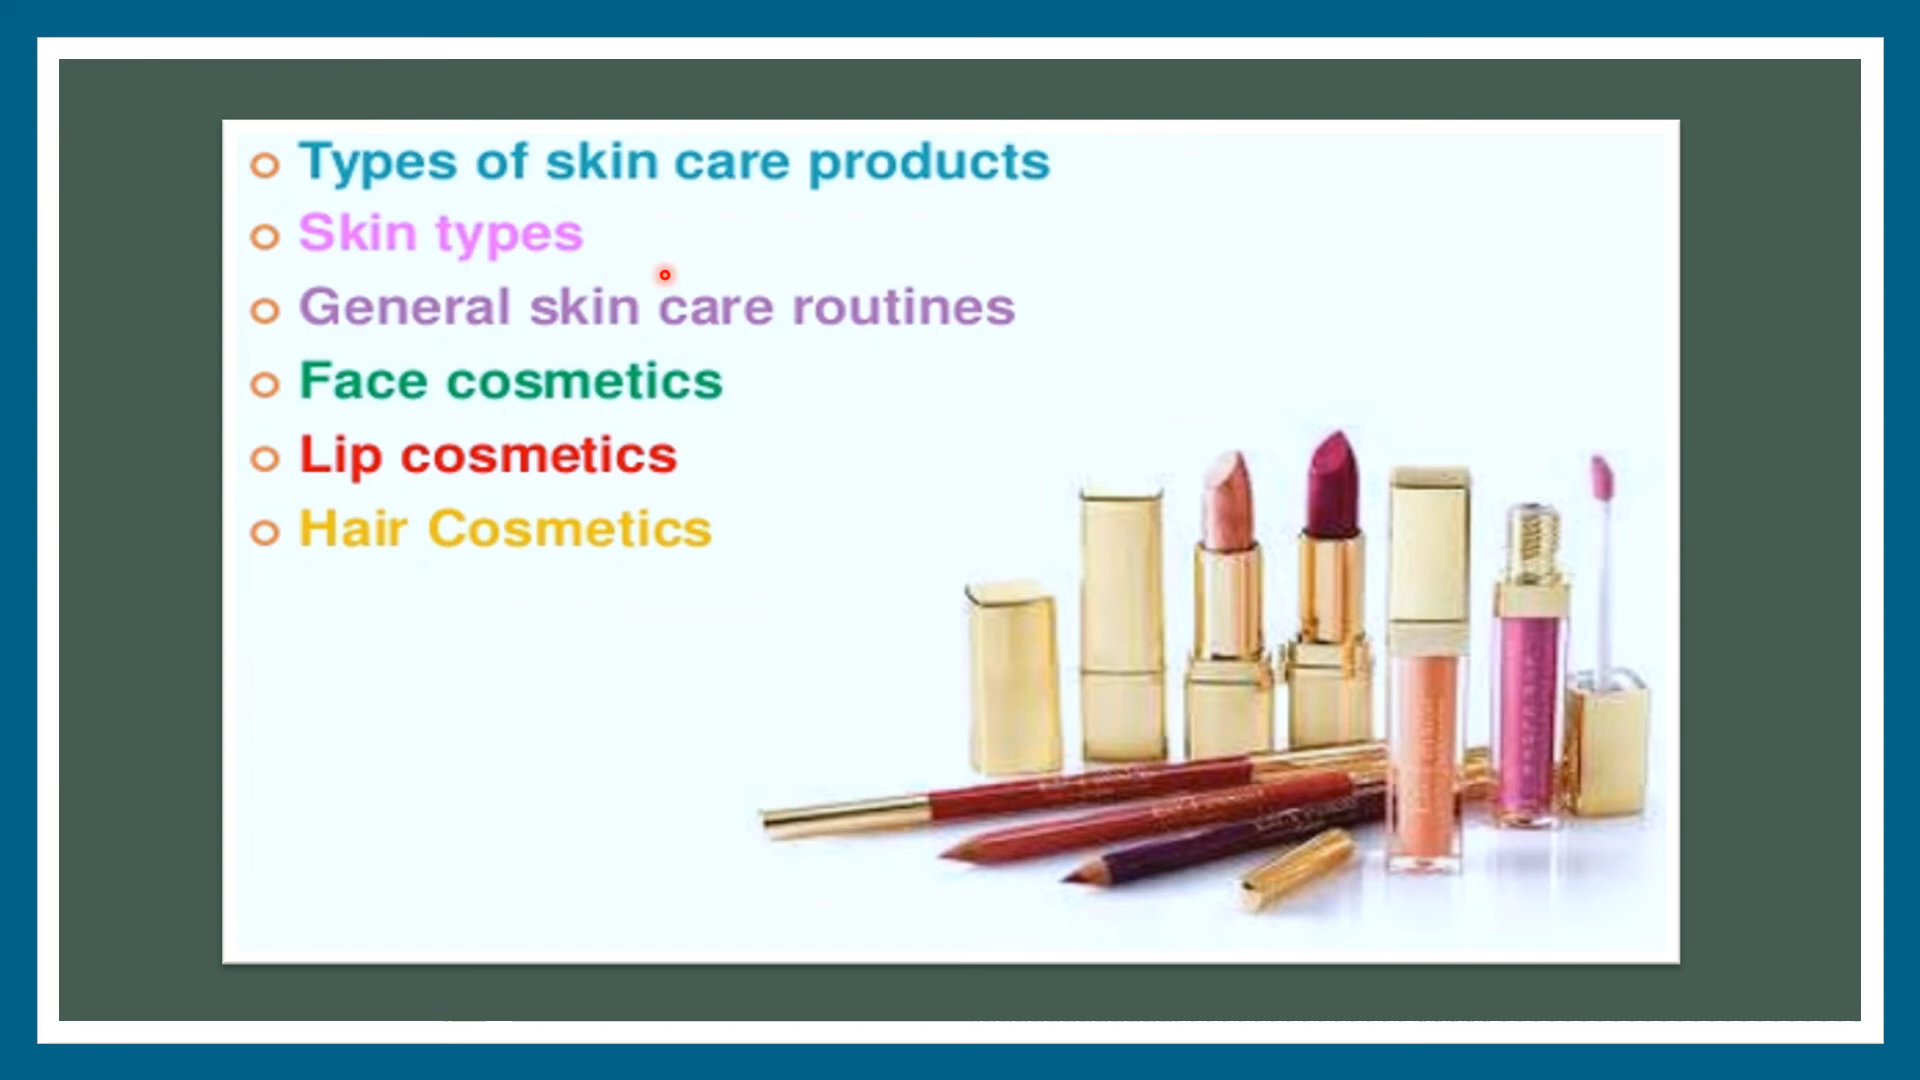 Types of skin care products
Skin types
General skin care routines
Face cosmetics
Lip cosmetics
Hair Cosmetics